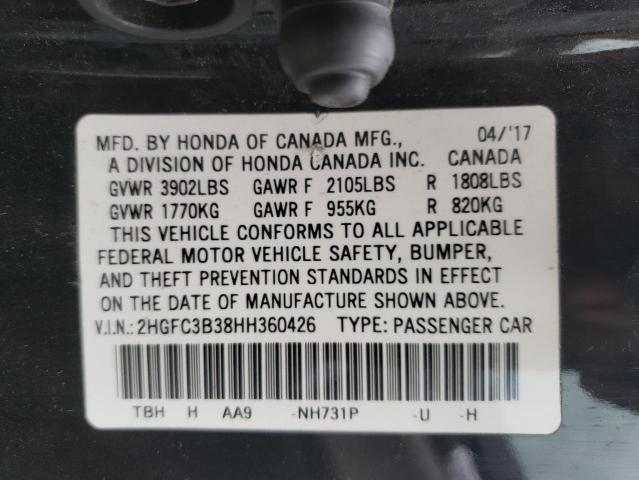 MFD. BY HONDA OF CANADA MFG., 04/'17
A DIVISION OF HONDA CANADA INC. CANADA
GVWR 3902LBS GAWR F 2105LBS R 1808LBS
GVWR 1770KG GAWR F 955KG R 820KG
THIS VEHICLE CONFORMS TO ALL APPLICABLE
FEDERAL MOTOR VEHICLE SAFETY, BUMPER,
AND THEFT PREVENTION STANDARDS IN EFFECT
ON THE DATE OF MANUFACTURE SHOWN ABOVE.
V.I.N.: 2HGFC3B38HH360426 TYPE: PASSENGER CAR
TBH H AA9 -NH731P -U -H